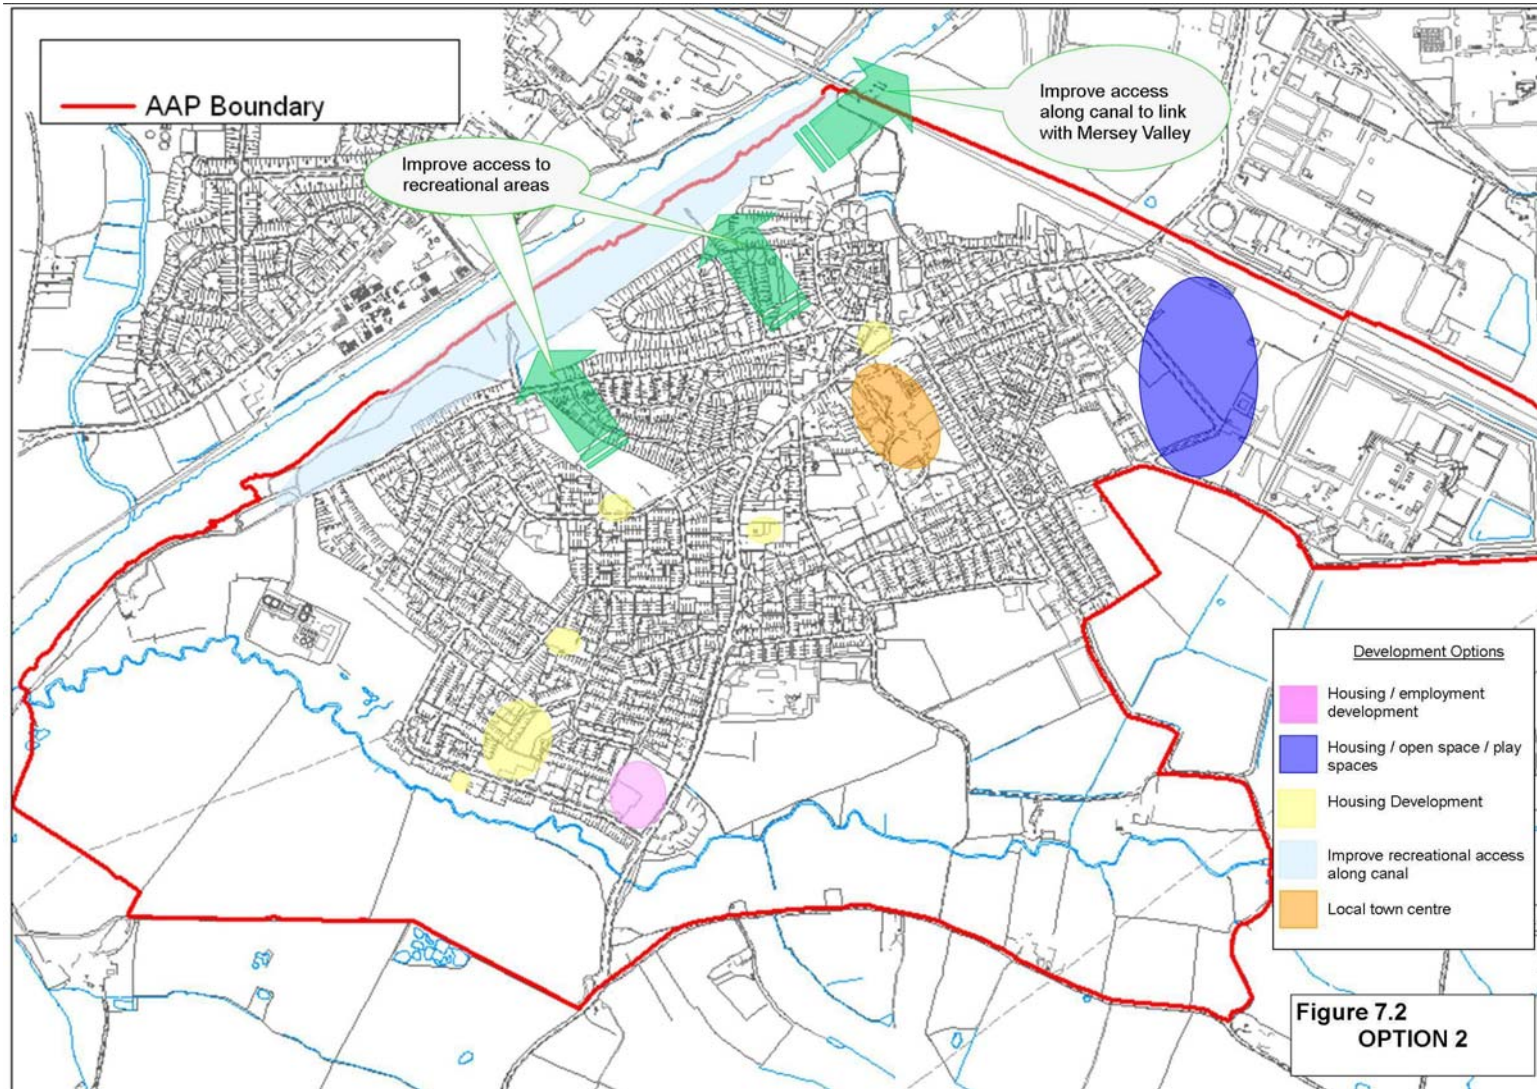 AAP Boundary
Improve access
along canal to link
with Mersey Valley
Improve access to
recreational areas
Development Options
Housing / employment
development
Housing / open space / play
spaces
Housing Development
Improve recreational access
along canal
Local town centre
Figure 7.2
OPTION 2